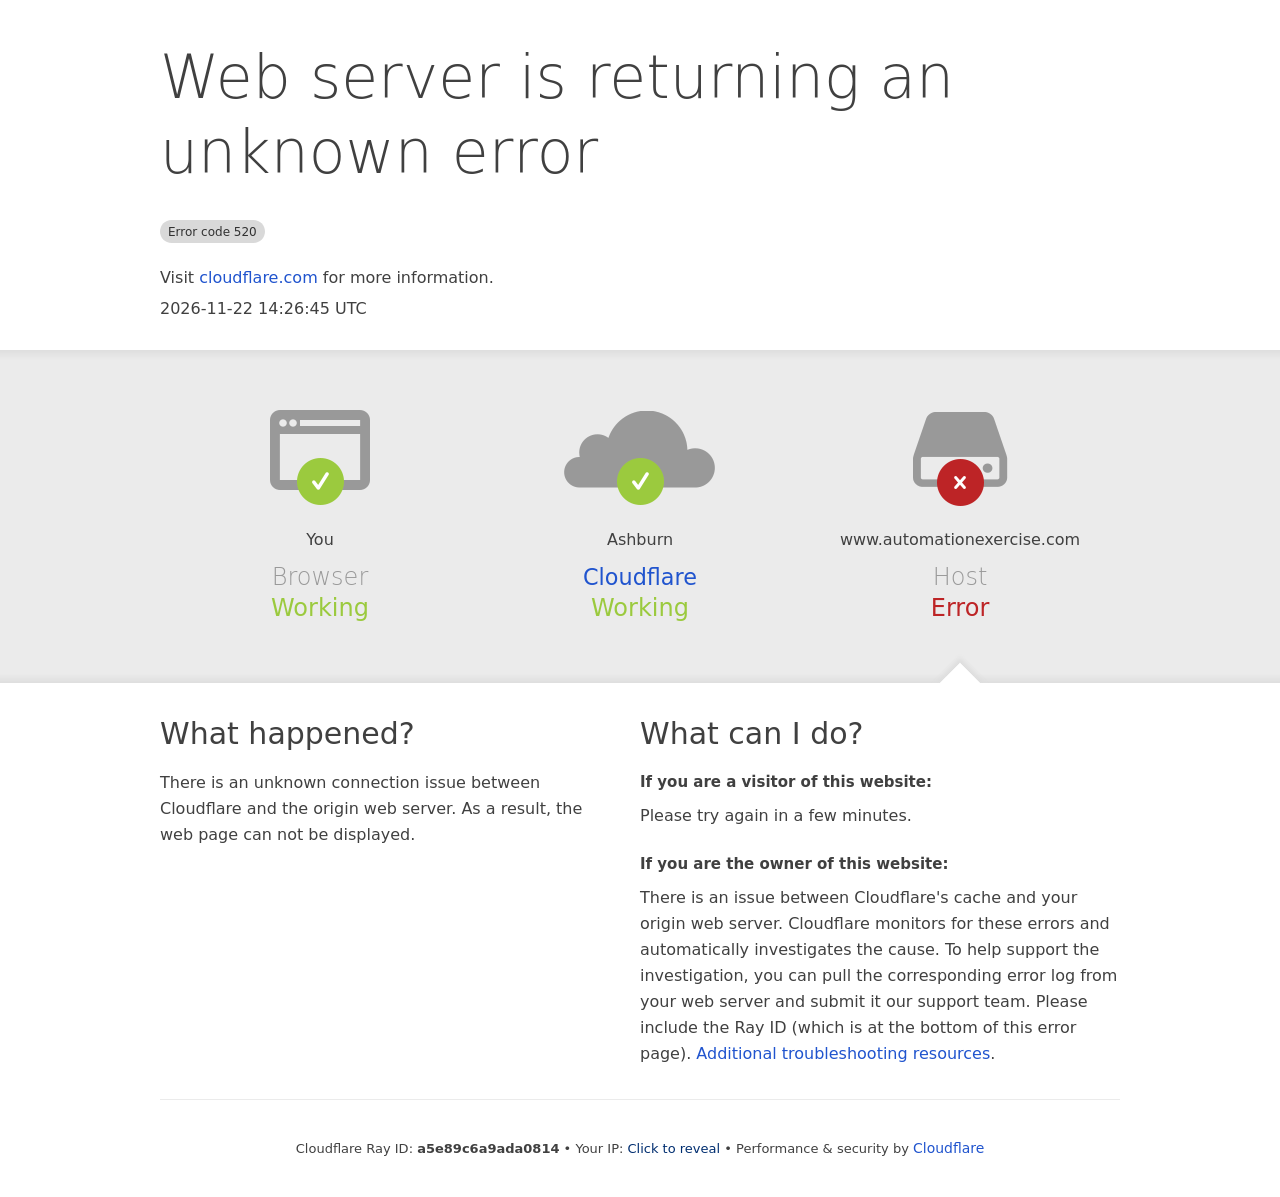 Web server is returning an
unknown error
Error code 520
Visit cloudflare.com for more information.
2026-11-22 14:26:45 UTC
You
Browser
Working
Ashburn
Cloudflare
Working
www.automationexercise.com
Host
Error
What happened?
There is an unknown connection issue between
Cloudflare and the origin web server. As a result, the
web page can not be displayed.
What can I do?
If you are a visitor of this website:
Please try again in a few minutes.
If you are the owner of this website:
There is an issue between Cloudflare's cache and your
origin web server. Cloudflare monitors for these errors and
automatically investigates the cause. To help support the
investigation, you can pull the corresponding error log from
your web server and submit it our support team. Please
include the Ray ID (which is at the bottom of this error
page). Additional troubleshooting resources.
Cloudflare Ray ID: a5e89c6a9ada0814 • Your IP: Click to reveal • Performance & security by Cloudflare